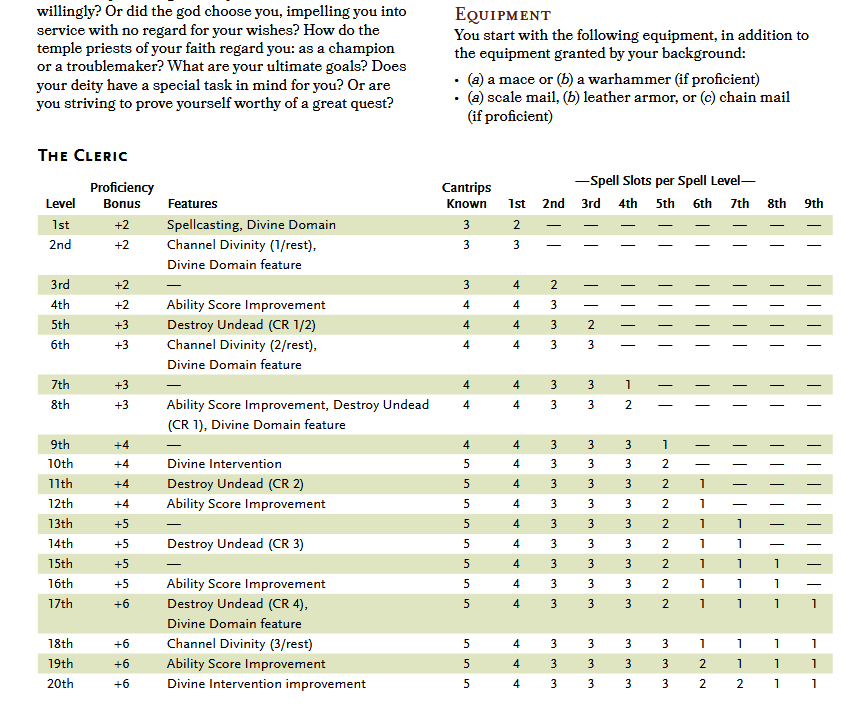 willingly? Or did the god choose you, impelling you into
service with no regard for your wishes? How do the
temple priests of your faith regard you: as a champion
or a troublemaker? What are your ultimate goals? Does
your deity have a special task in mind for you? Or are
you striving to prove yourself worthy of a great quest?
EQUIPMENT
You start with the following equipment, in addition to
the equipment granted by your background:
• (a) a mace or (b) a warhammer (if proficient)
• (a) scale mail, (b) leather armor, or (c) chain mail
(if proficient)
THE CLERIC
—Spell Slots per Spell Level—
Proficiency Cantrips
Level Bonus Features Known 1st 2nd 3rd 4th 5th 6th 7th 8th 9th
1st +2 Spellcasting, Divine Domain 3 2 — — — — — — — —
2nd +2 Channel Divinity (1/rest), 3 3 — — — — — — — —
Divine Domain feature
3rd +2 — 3 4 2 — — — — — — —
4th +2 Ability Score Improvement 4 4 3 — — — — — — —
5th +3 Destroy Undead (CR 1/2) 4 4 3 2 — — — — — —
6th +3 Channel Divinity (2/rest), 4 4 3 3 — — — — — —
Divine Domain feature
7th +3 — 4 4 3 3 1 — — — — —
8th +3 Ability Score Improvement, Destroy Undead 4 4 3 3 2 — — — — —
(CR 1), Divine Domain feature
9th +4 — 4 4 3 3 3 1 — — — —
10th +4 Divine Intervention 5 4 3 3 3 2 — — — —
11th +4 Destroy Undead (CR 2) 5 4 3 3 3 2 1 — — —
12th +4 Ability Score Improvement 5 4 3 3 3 2 1 — — —
13th +5 — 5 4 3 3 3 2 1 1 — —
14th +5 Destroy Undead (CR 3) 5 4 3 3 3 2 1 1 — —
15th +5 — 5 4 3 3 3 2 1 1 1 —
16th +5 Ability Score Improvement 5 4 3 3 3 2 1 1 1 —
17th +6 Destroy Undead (CR 4), 5 4 3 3 3 2 1 1 1 1
Divine Domain feature
18th +6 Channel Divinity (3/rest) 5 4 3 3 3 3 1 1 1 1
19th +6 Ability Score Improvement 5 4 3 3 3 3 2 1 1 1
20th +6 Divine Intervention improvement 5 4 3 3 3 3 2 2 1 1